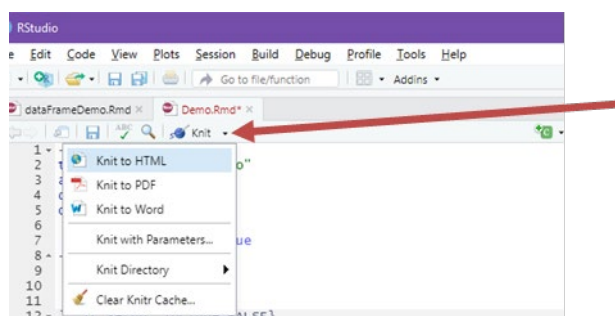 RStudio
Edit Code View Plots Session Build Debug Profile Tools Help
Go to file/function Addins
dataFrameDemo.Rmd × Demo.Rmd* ×
ABC Knit
1
2
3
4
5
6
7
8
9
10
11
Knit to HTML
Knit to PDF
Knit to Word
Knit with Parameters...
Knit Directory
Clear Knitr Cache...